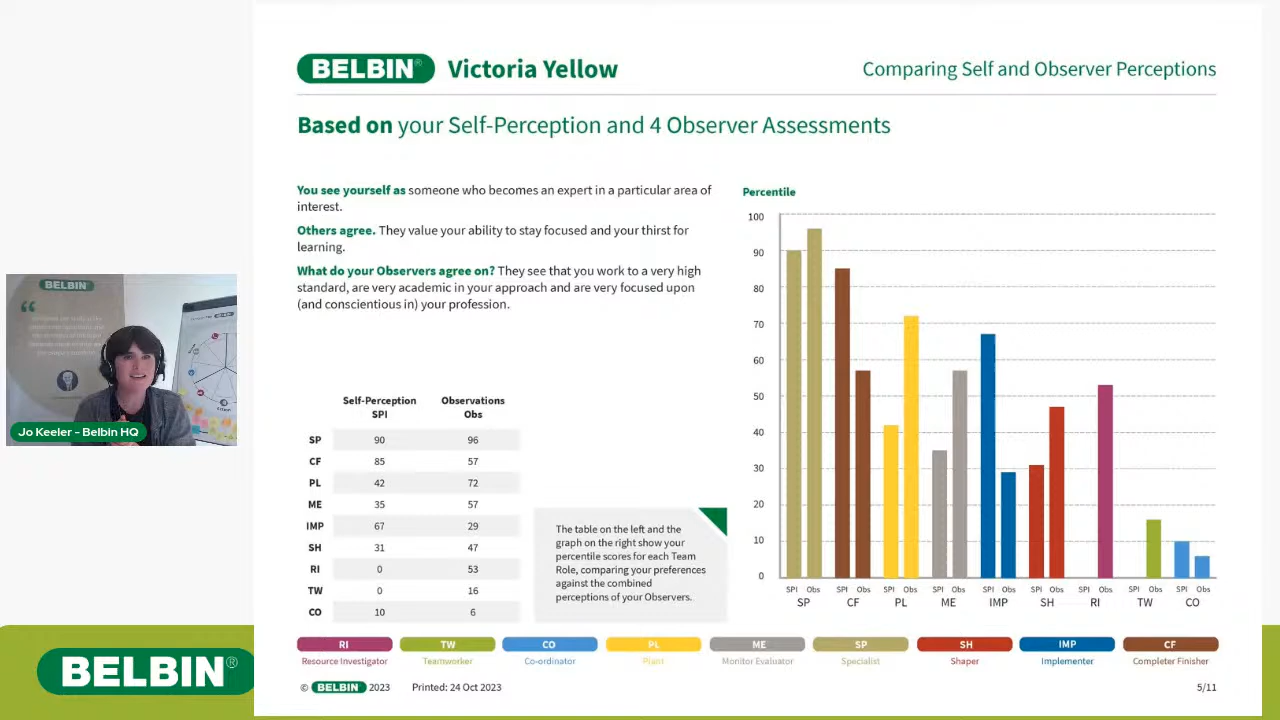 BELBIN® Victoria Yellow
Comparing Self and Observer Perceptions
Based on your Self-Perception and 4 Observer Assessments
You see yourself as someone who becomes an expert in a particular area of
interest.
Others agree. They value your ability to stay focused and your thirst for
learning.
What do your Observers agree on? They see that you work to a very high
standard, are very academic in your approach and are very focused upon
(and conscientious in) your profession.
Self-Perception Observations
SPI Obs
SP 90 96
CF 85 57
PL 42 72
ME 35 57
IMP 67 29
SH 31 47
RI 0 53
TW 0 16
CO 10 6
The table on the left and the
graph on the right show your
percentile scores for each Team
Role, comparing your preferences
against the combined
perceptions of your Observers.
Percentile
100
90
80
70
60
50
40
30
20
10
0
SPI Obs SPI Obs SPI Obs SPI Obs SPI Obs SPI Obs SPI Obs SPI Obs SPI Obs
SP CF PL ME IMP SH RI TW CO
RI TW CO PL ME SP SH IMP CF
Resource Investigator Teamworker Co-ordinator Plant Monitor Evaluator Specialist Shaper Implementer Completer Finisher
© BELBIN® 2023 Printed: 24 Oct 2023
5/11
BELBIN
Jo Keeler – Belbin HQ
BELBIN®